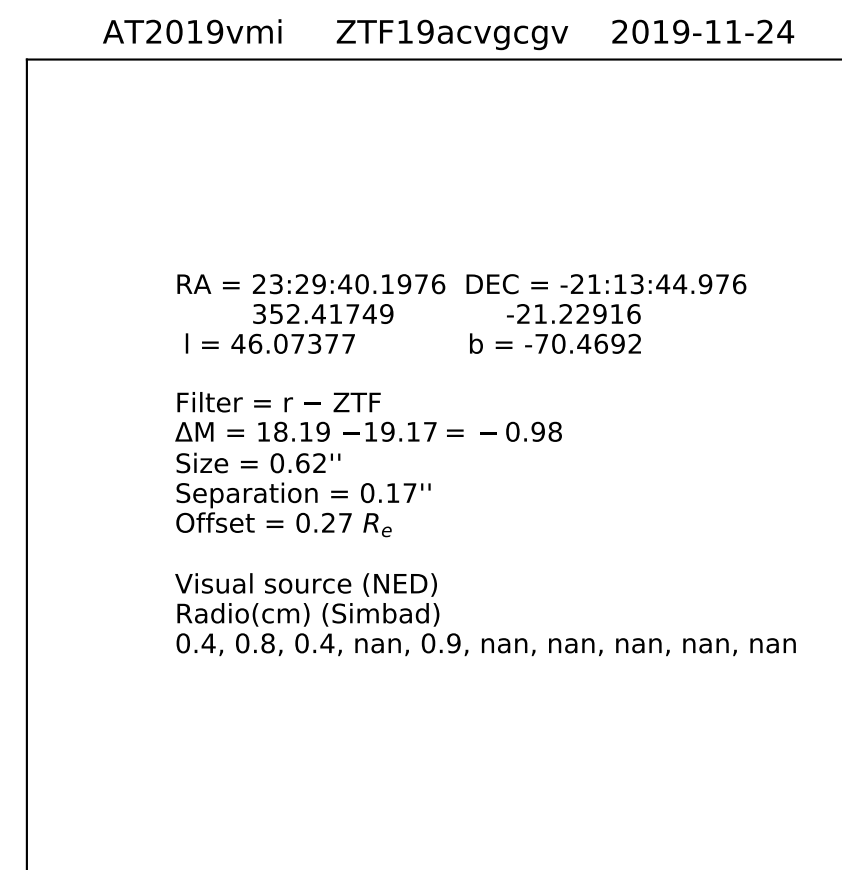 AT2019vmi ZTF19acvgcgv 2019-11-24
RA = 23:29:40.1976 DEC = -21:13:44.976
352.41749 -21.22916
l = 46.07377 b = -70.4692
Filter = r − ZTF
ΔM = 18.19 −19.17 = −0.98
Size = 0.62''
Separation = 0.17''
Offset = 0.27 Rₑ
Visual source (NED)
Radio(cm) (Simbad)
0.4, 0.8, 0.4, nan, 0.9, nan, nan, nan, nan, nan